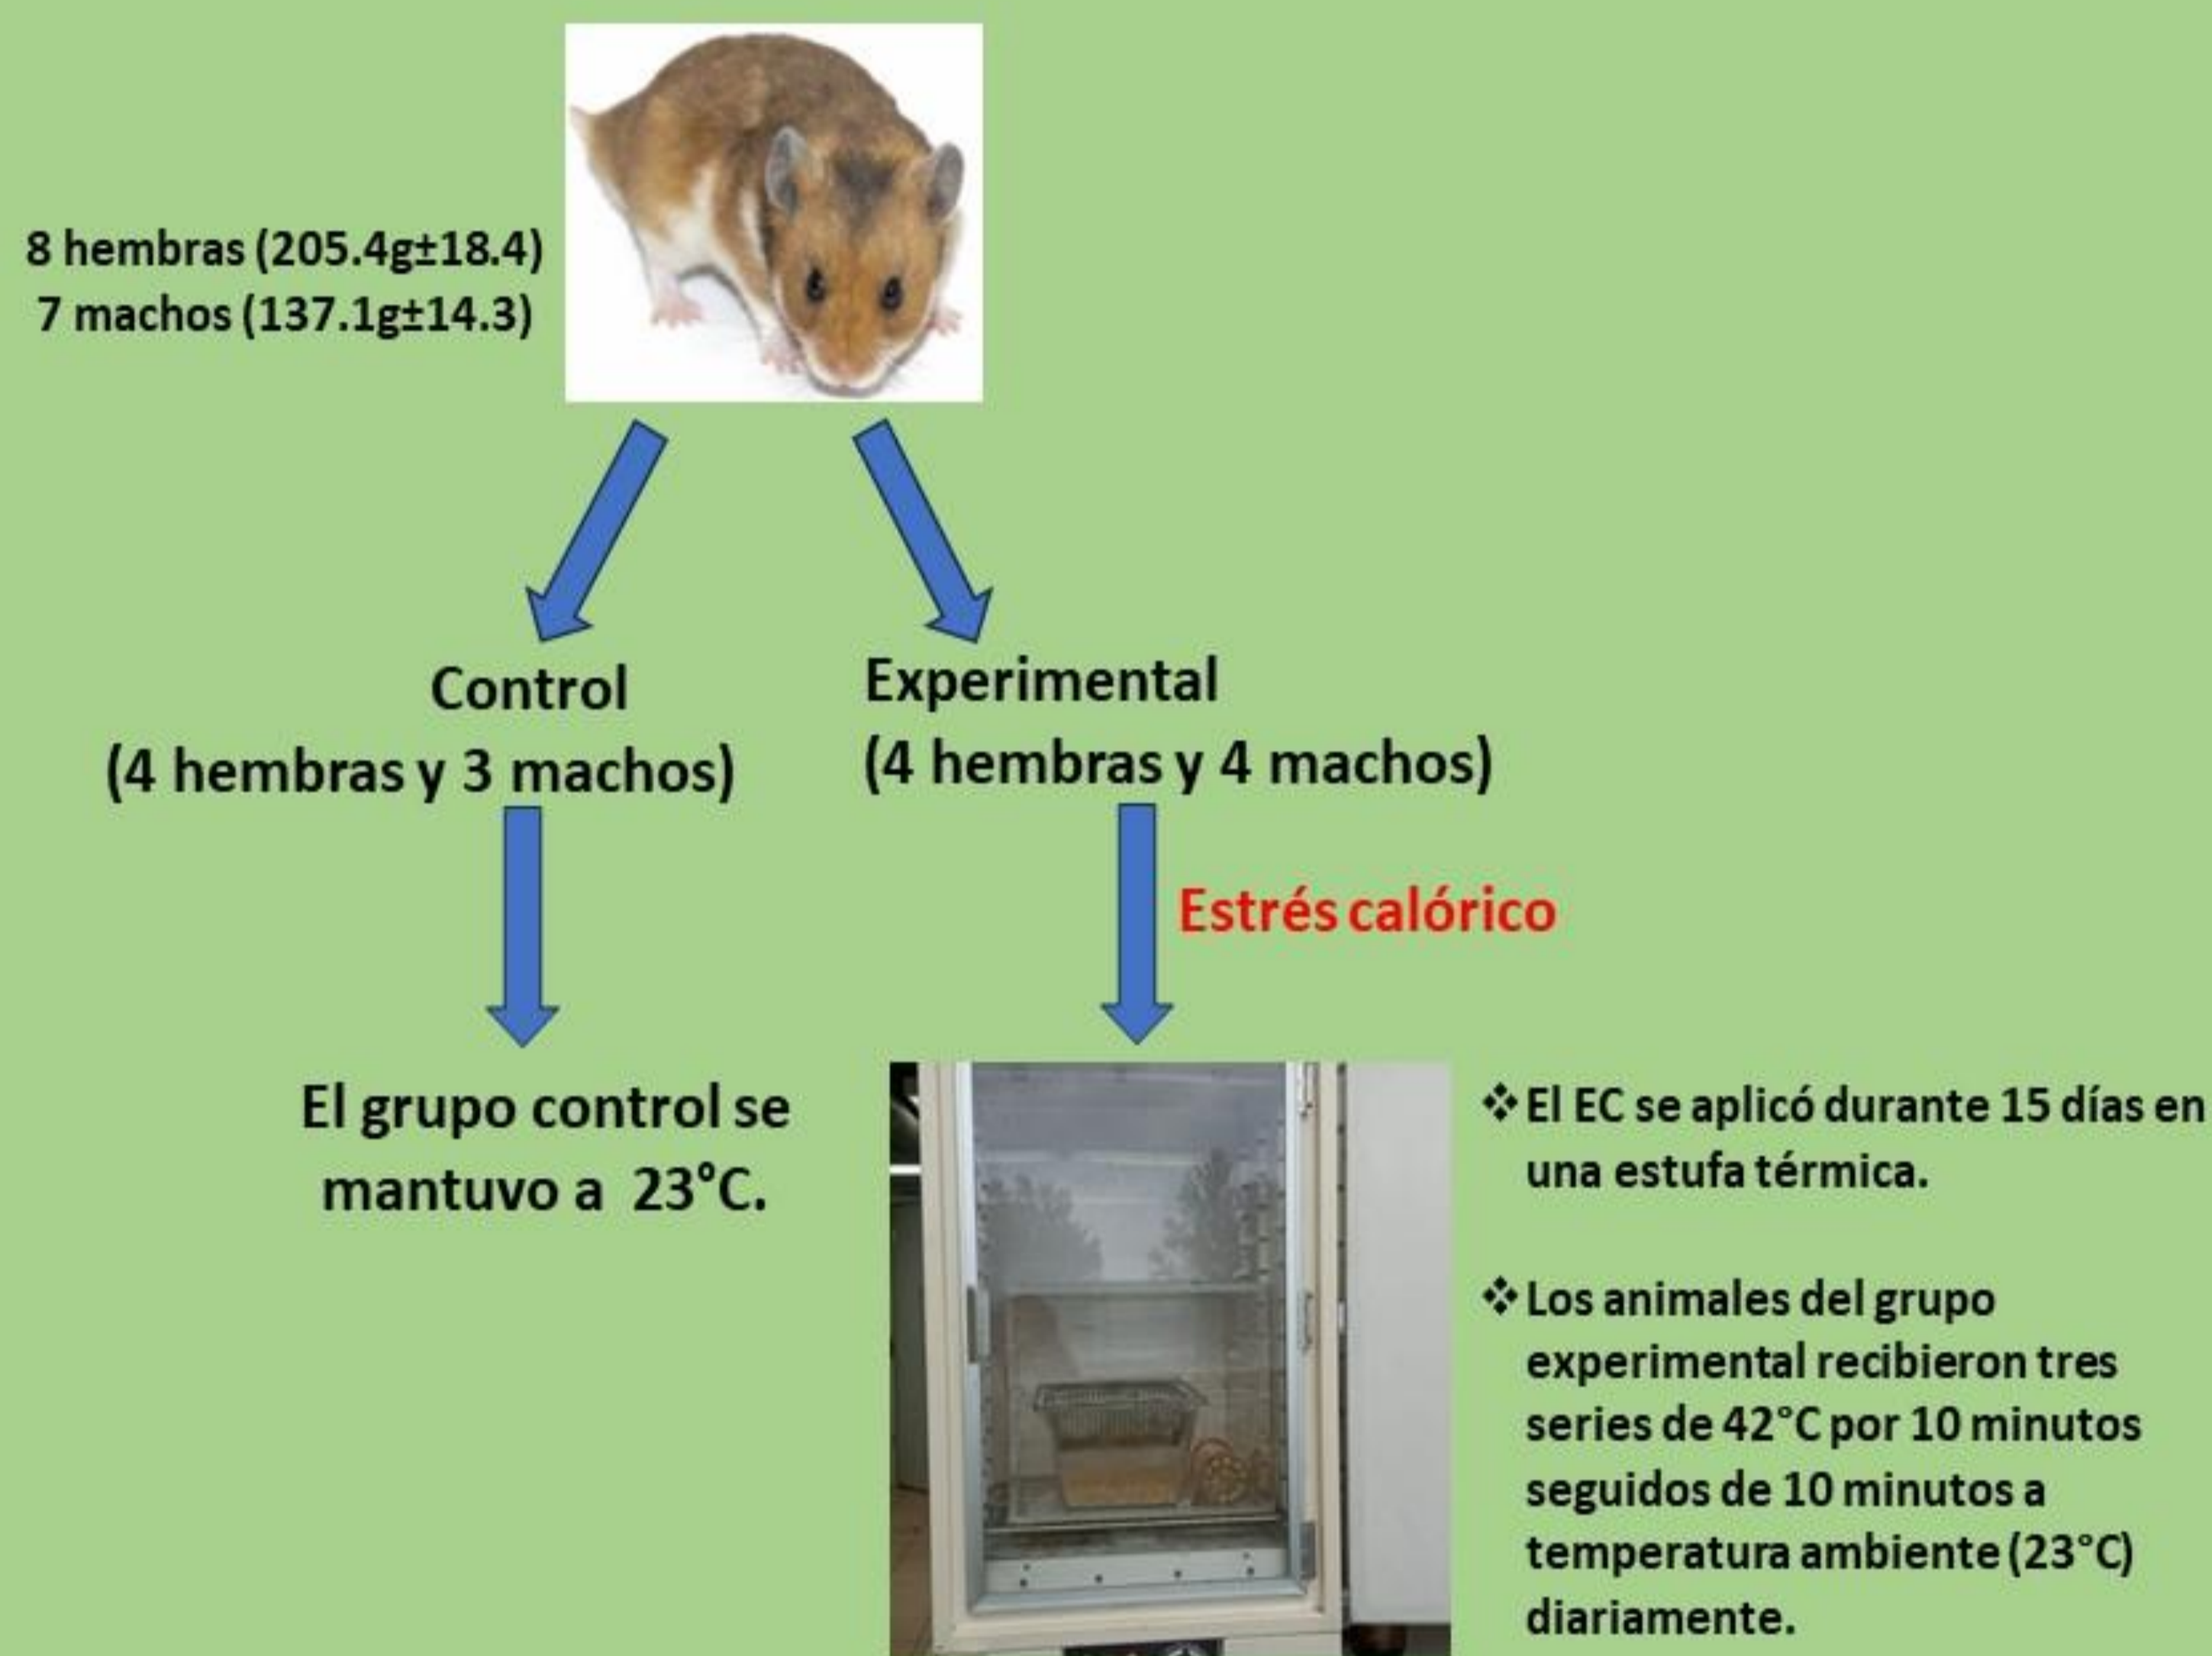 8 hembras (205.4g±18.4)
7 machos (137.1g±14.3)
Control
(4 hembras y 3 machos)
Experimental
(4 hembras y 4 machos)
Estrés calórico
El grupo control se
mantuvo a 23°C.
❖El EC se aplicó durante 15 días en
una estufa térmica.
❖Los animales del grupo
experimental recibieron tres
series de 42°C por 10 minutos
seguidos de 10 minutos a
temperatura ambiente (23°C)
diariamente.